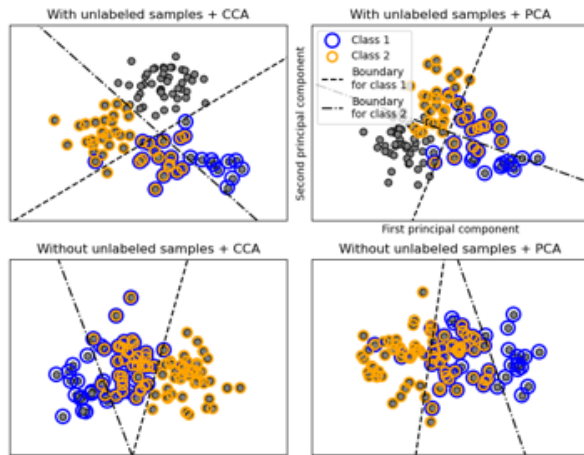 With unlabeled samples + CCA
With unlabeled samples + PCA
Class 1
Class 2
Boundary
for class 1
Boundary
for class 2
Second principal component
First principal component
Without unlabeled samples + CCA
Without unlabeled samples + PCA